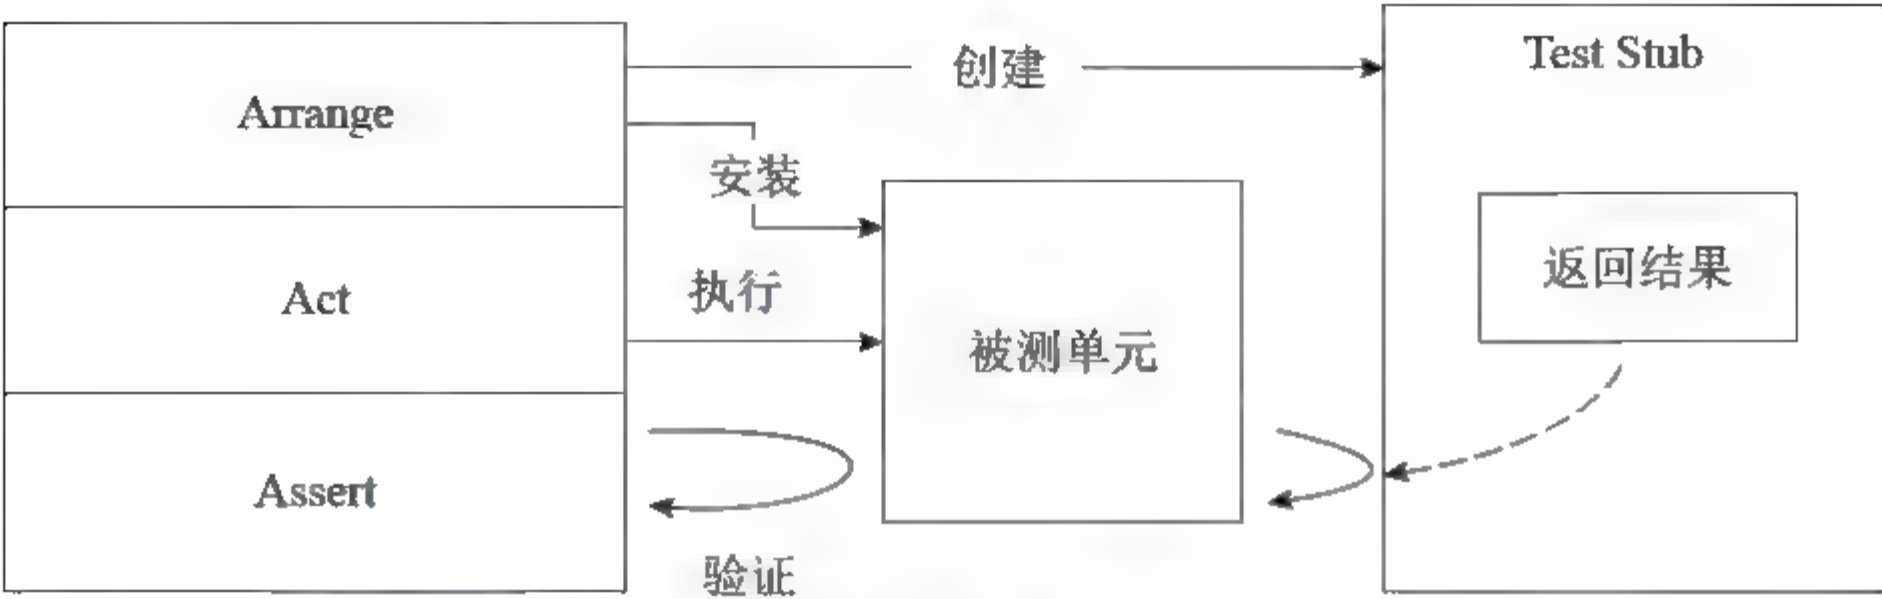 创建
Test Stub
Arrange
安装
返回结果
Act
执行
被测单元
Assert
验证